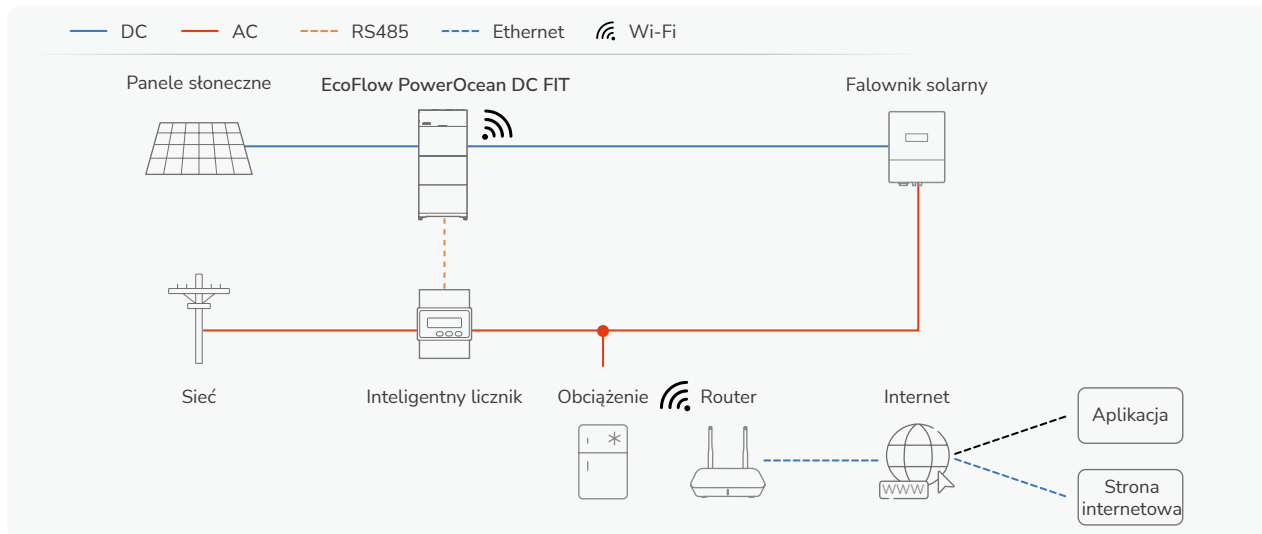 DC
AC
RS485
Ethernet
Wi-Fi
Panele słoneczne
EcoFlow PowerOcean DC FIT
Falownik solarny
Sieć
Inteligentny licznik
Obciążenie
Router
Internet
Aplikacja
WWW
Strona
internetowa